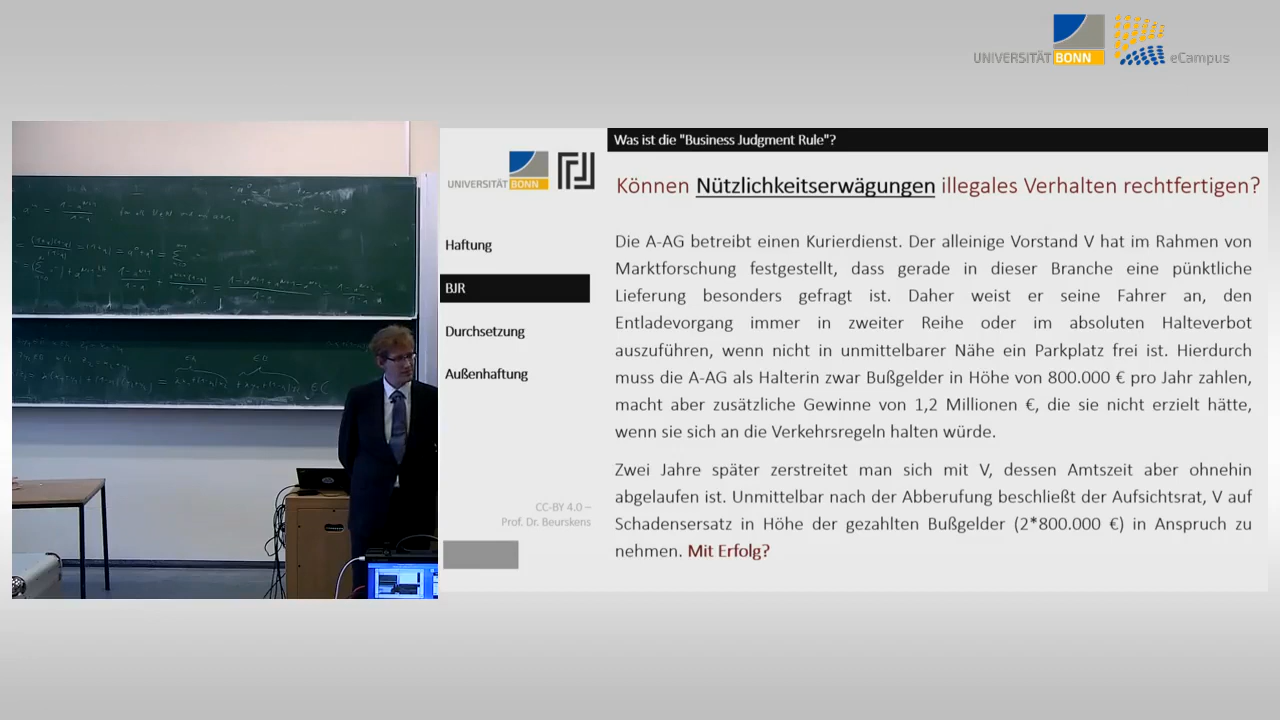 UNIVERSITÄT BONN eCampus
Was ist die "Business Judgment Rule"?
UNIVERSITÄT BONN
Können Nützlichkeitserwägungen illegales Verhalten rechtfertigen?
Haftung
BJR
Durchsetzung
Außenhaftung
Die A-AG betreibt einen Kurierdienst. Der alleinige Vorstand V hat im Rahmen von
Marktforschung festgestellt, dass gerade in dieser Branche eine pünktliche
Lieferung besonders gefragt ist. Daher weist er seine Fahrer an, den
Entladevorgang immer in zweiter Reihe oder im absoluten Halteverbot
auszuführen, wenn nicht in unmittelbarer Nähe ein Parkplatz frei ist. Hierdurch
muss die A-AG als Halterin zwar Bußgelder in Höhe von 800.000 € pro Jahr zahlen,
macht aber zusätzliche Gewinne von 1,2 Millionen €, die sie nicht erzielt hätte,
wenn sie sich an die Verkehrsregeln halten würde.
Zwei Jahre später zerstreitet man sich mit V, dessen Amtszeit aber ohnehin
abgelaufen ist. Unmittelbar nach der Abberufung beschließt der Aufsichtsrat, V auf
Schadensersatz in Höhe der gezahlten Bußgelder (2*800.000 €) in Anspruch zu
nehmen. Mit Erfolg?
CC-BY 4.0 –
Prof. Dr. Beurskens